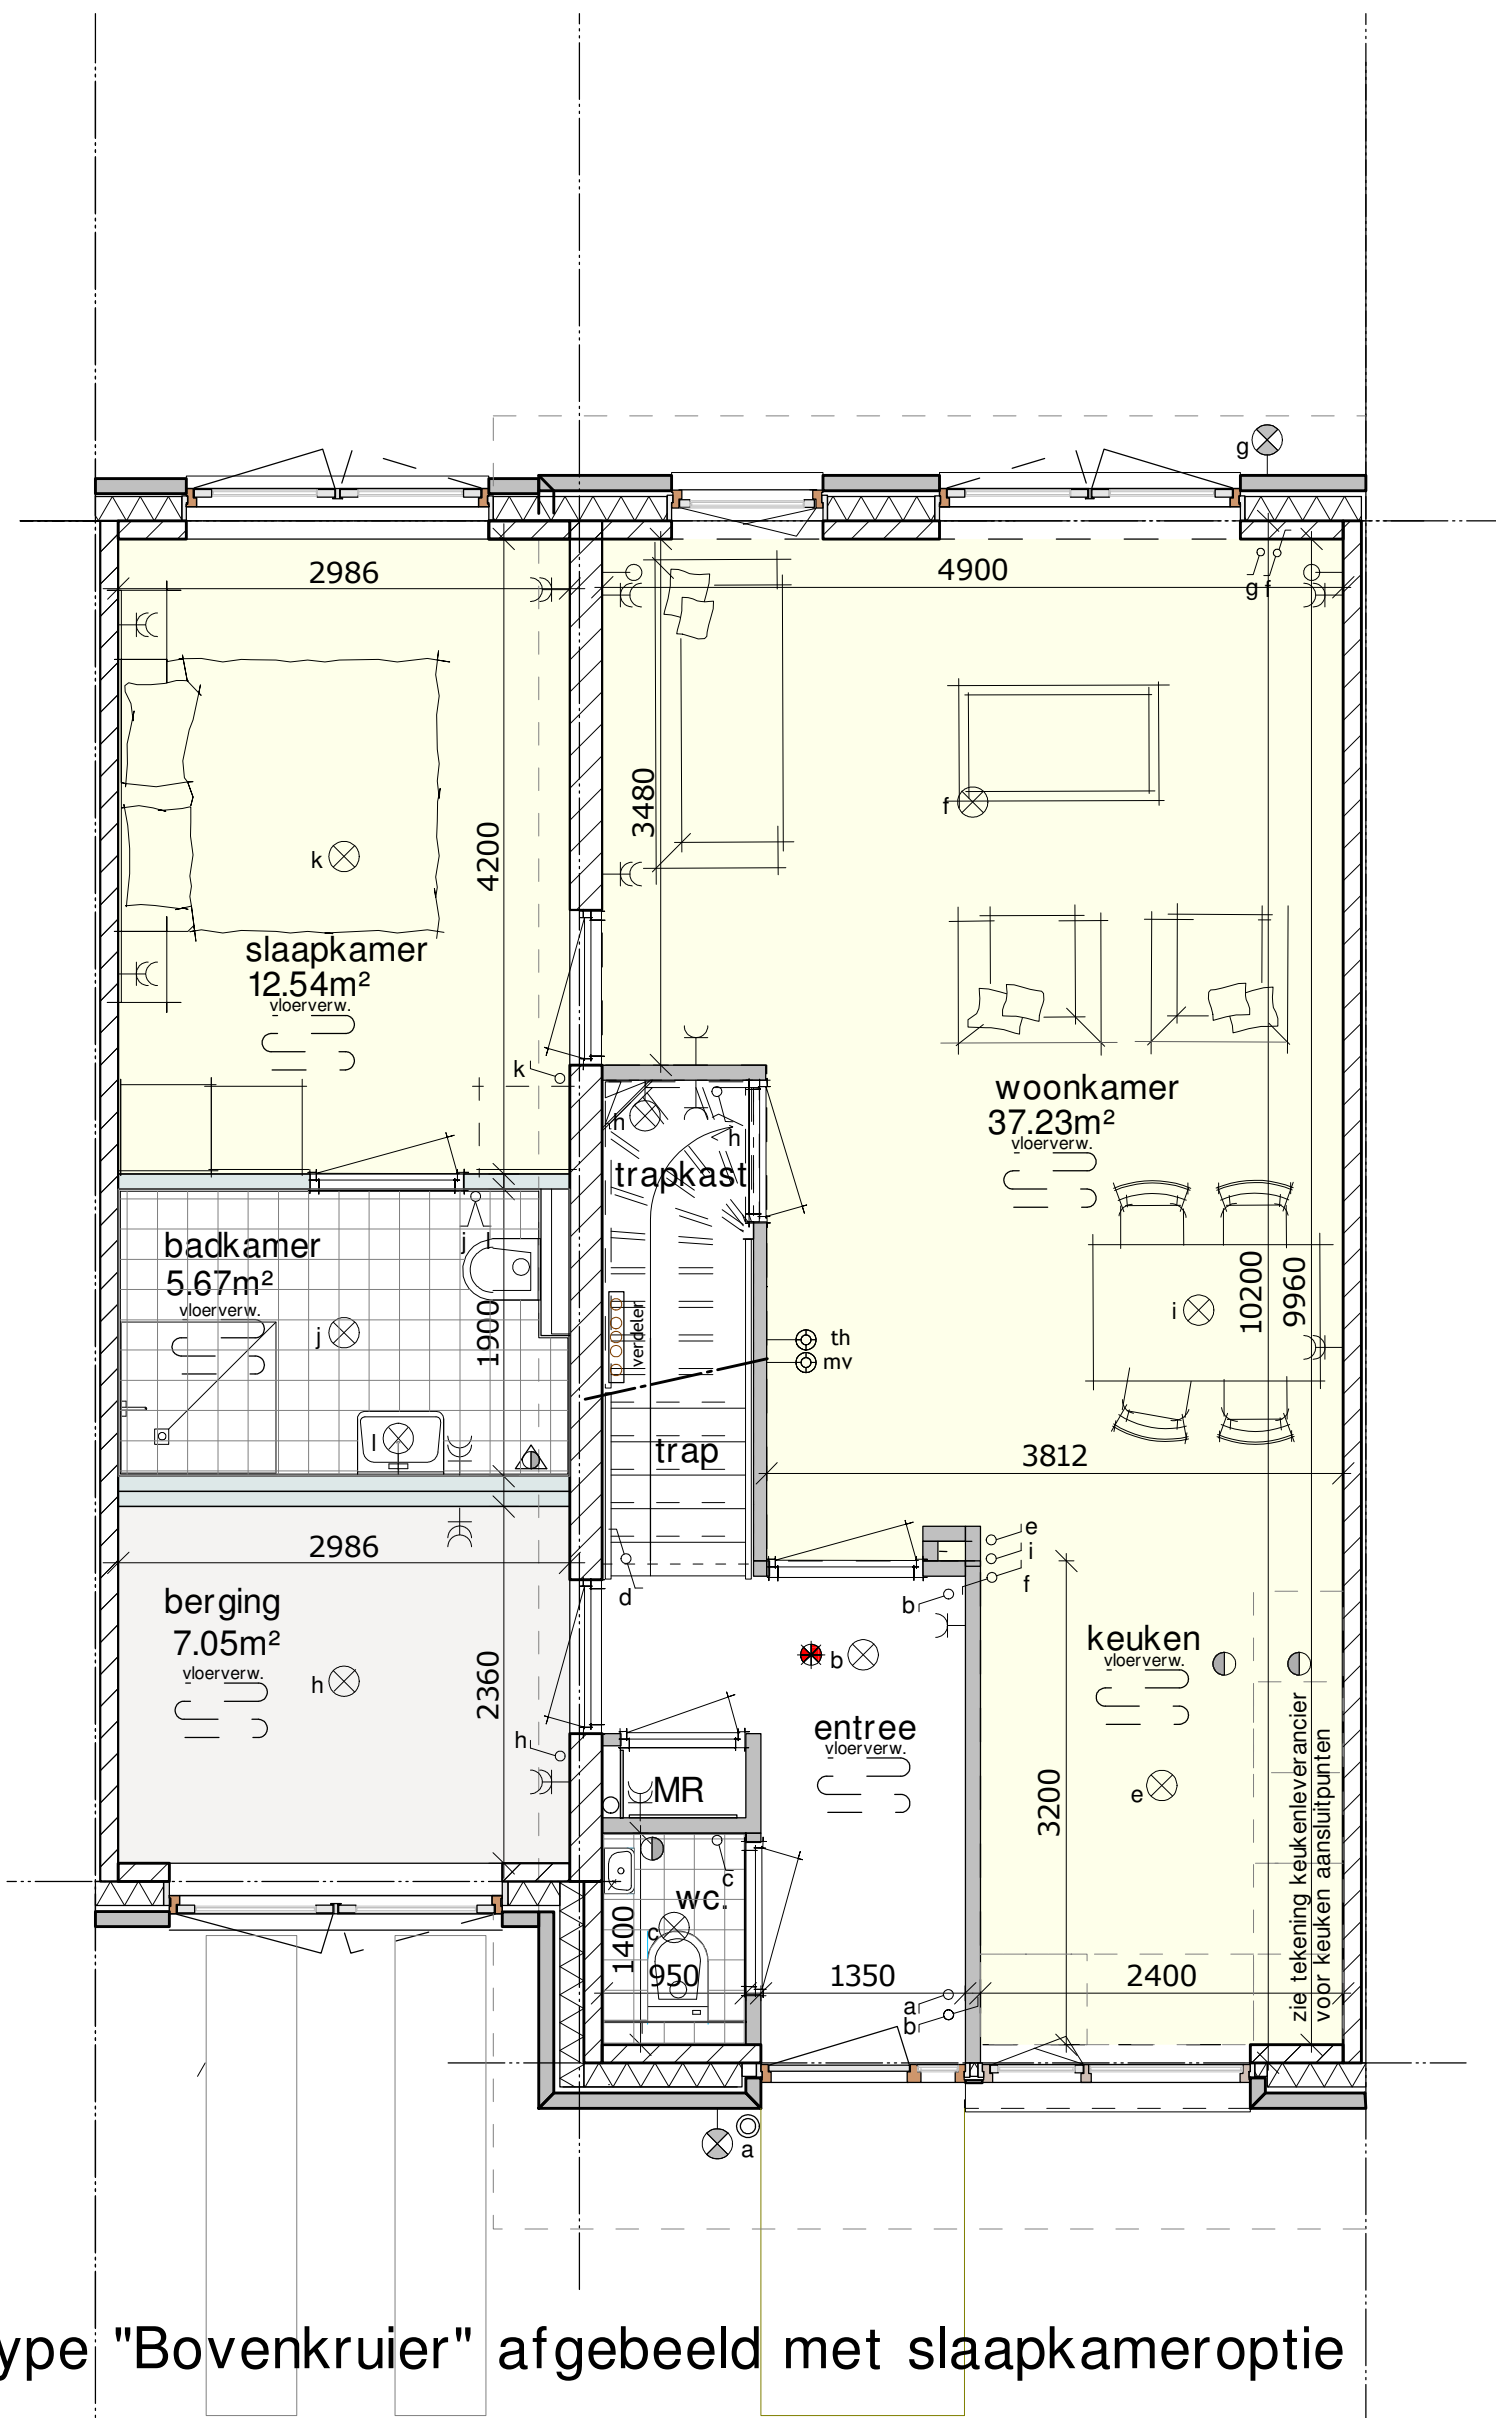 g
2986
4900
g f
3480
f
4200
k
slaapkamer
12.54m²
vloerverw.
k
woonkamer
37.23m²
vloerverw.
h
h
trapkast
badkamer
5.67m²
vloerverw.
j l
j
1900
verdeler
th
mv
i
10200
9960
l
trap
3812
2986
e
i
f
d
b
berging
7.05m²
vloerverw.
h
2360
h
b
keuken
vloerverw.
entree
vloerverw.
MR
e
3200
zie tekening keukenleverancier
voor keuken aansluitpunten
c
wc.
c
1400
950
1350
2400
a
b
a
ype "Bovenkruier" afgebeeld met slaapkameroptie